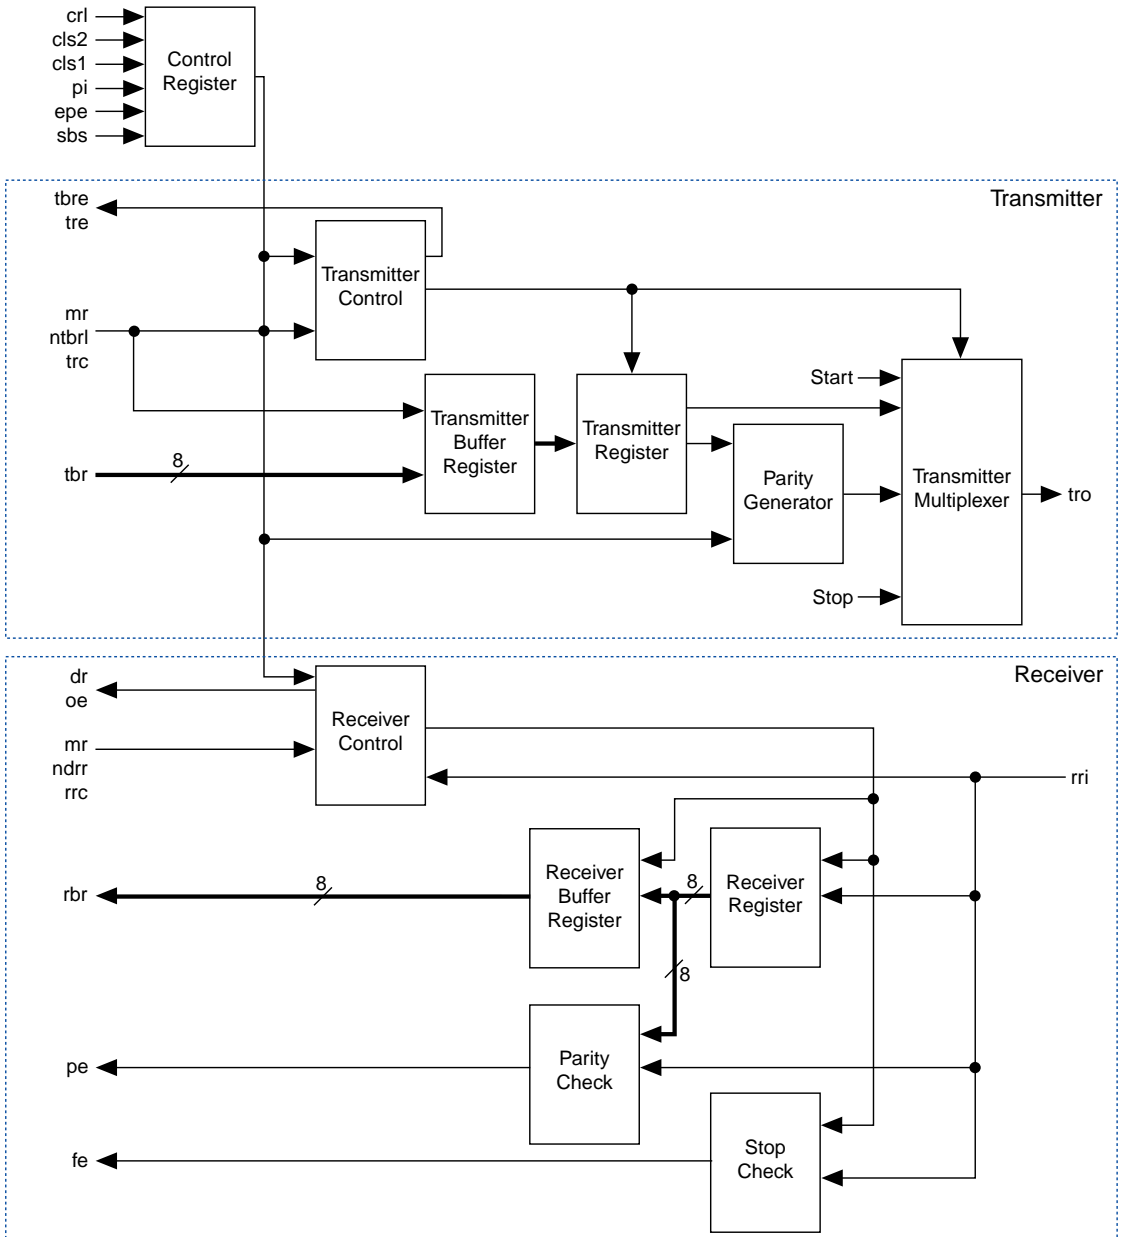 crl
cls2
cls1
pi
epe
sbs
Control
Register
Transmitter
tbre
tre
Transmitter
Control
mr
ntbrl
trc
Start
Transmitter
Buffer
Register
Transmitter
Register
tbr
8
Parity
Generator
Transmitter
Multiplexer
tro
Stop
Receiver
dr
oe
Receiver
Control
mr
ndrr
rrc
rri
rbr
8
Receiver
Buffer
Register
8
Receiver
Register
8
pe
Parity
Check
fe
Stop
Check